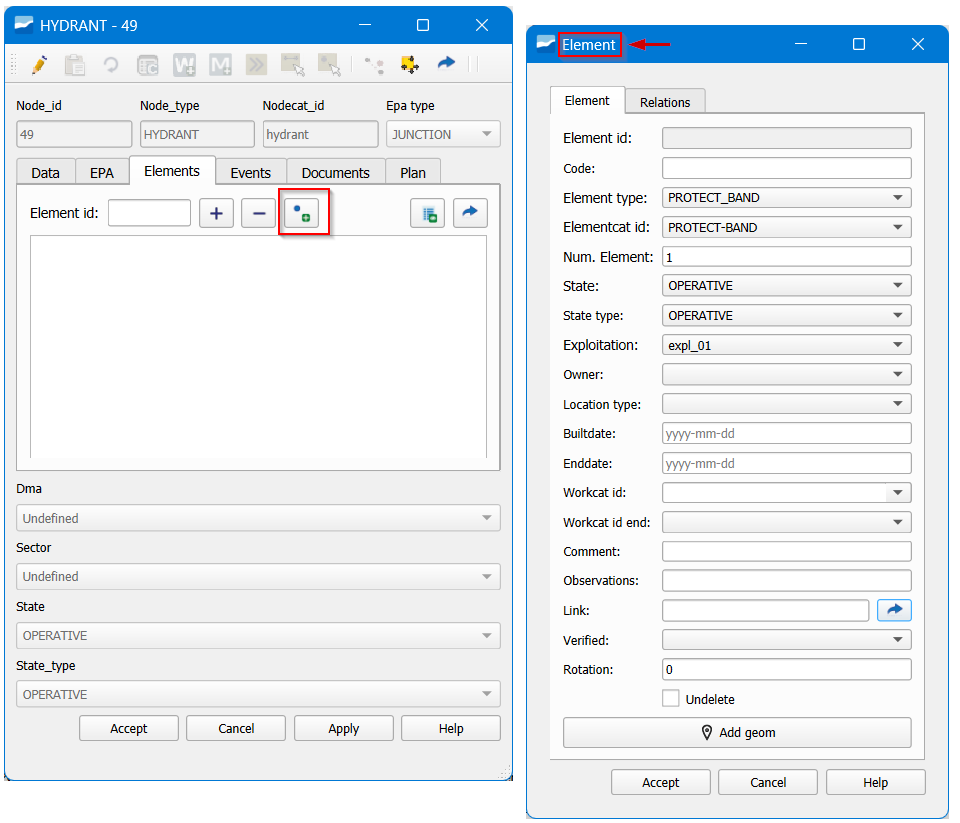 HYDRANT - 49
Node_id Node_type Nodecat_id Epa type
49 HYDRANT hydrant JUNCTION
Data EPA Elements Events Documents Plan
Element id:
Dma
Undefined
Sector
Undefined
State
OPERATIVE
State_type
OPERATIVE
Accept Cancel Apply Help
Element
Element Relations
Element id:
Code:
Element type: PROTECT_BAND
Elementcat id: PROTECT-BAND
Num. Element: 1
State: OPERATIVE
State type: OPERATIVE
Exploitation: expl_01
Owner:
Location type:
Builtdate: yyyy-mm-dd
Enddate: yyyy-mm-dd
Workcat id:
Workcat id end:
Comment:
Observations:
Link:
Verified:
Rotation: 0
Undelete
Add geom
Accept Cancel Help